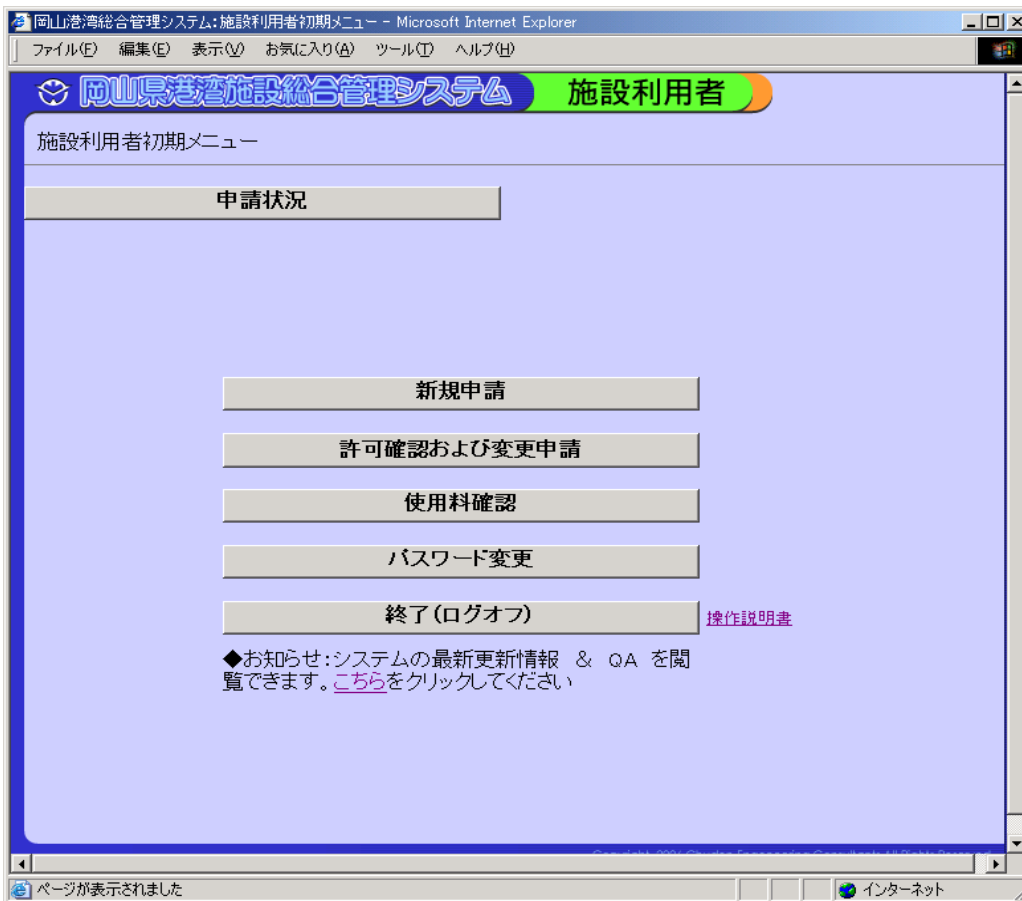 岡山港湾総合管理システム:施設利用者初期メニュー - Microsoft Internet Explorer
ファイル(F) 編集(E) 表示(V) お気に入り(A) ツール(T) ヘルプ(H)
岡山県港湾施設総合管理システム 施設利用者
施設利用者初期メニュー
申請状況
新規申請
許可確認および変更申請
使用料確認
パスワード変更
終了(ログオフ) 操作説明書
◆お知らせ:システムの最新更新情報 & QA を閲
覧できます。こちらをクリックしてください
ページが表示されました インターネット